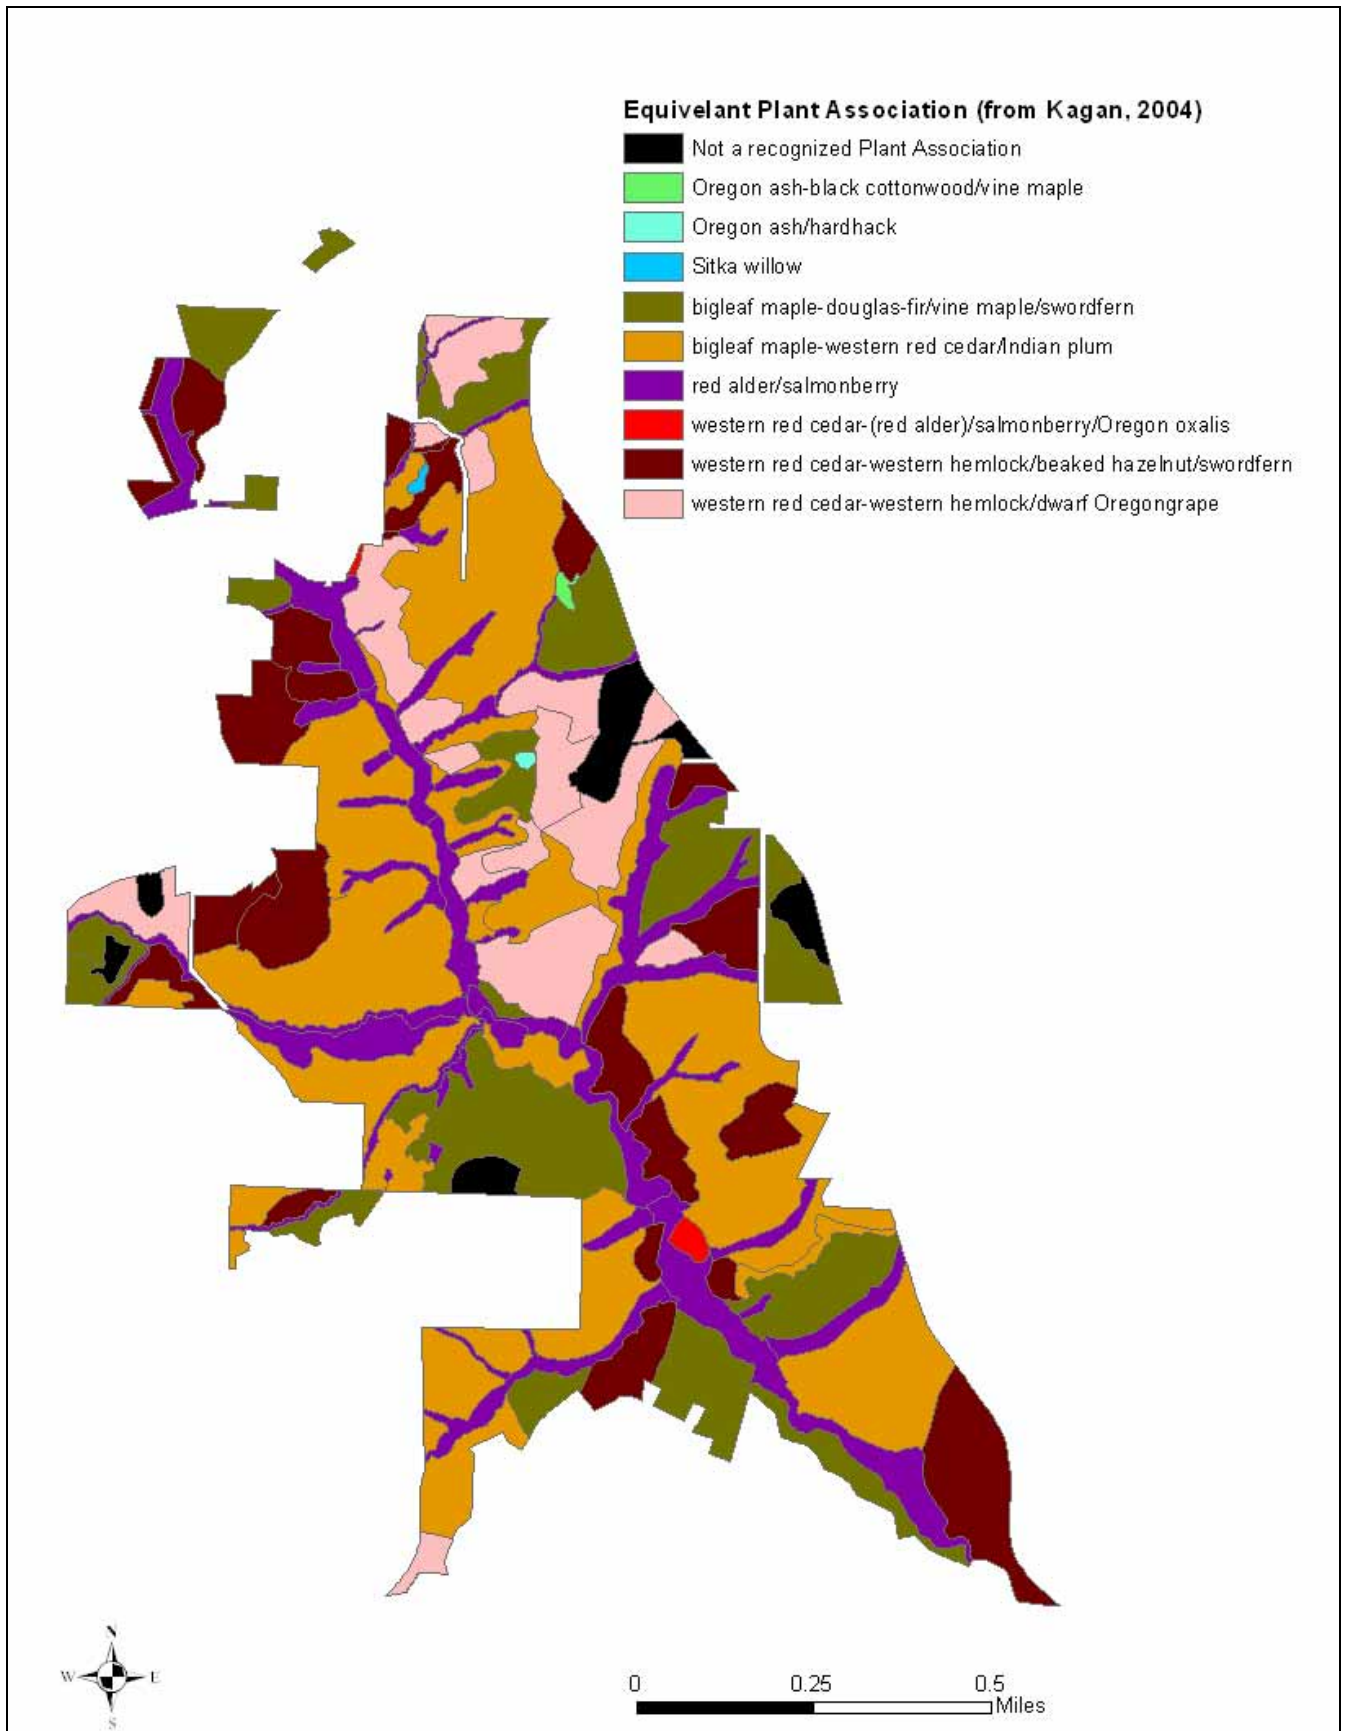 Equivelant Plant Association (from Kagan, 2004)
Not a recognized Plant Association
Oregon ash-black cottonwood/vine maple
Oregon ash/hardhack
Sitka willow
bigleaf maple-douglas-fir/vine maple/swordfern
bigleaf maple-western red cedar/Indian plum
red alder/salmonberry
western red cedar-(red alder)/salmonberry/Oregon oxalis
western red cedar-western hemlock/beaked hazelnut/swordfern
western red cedar-western hemlock/dwarf Oregongrape
N
W E
S
0 0.25 0.5
Miles